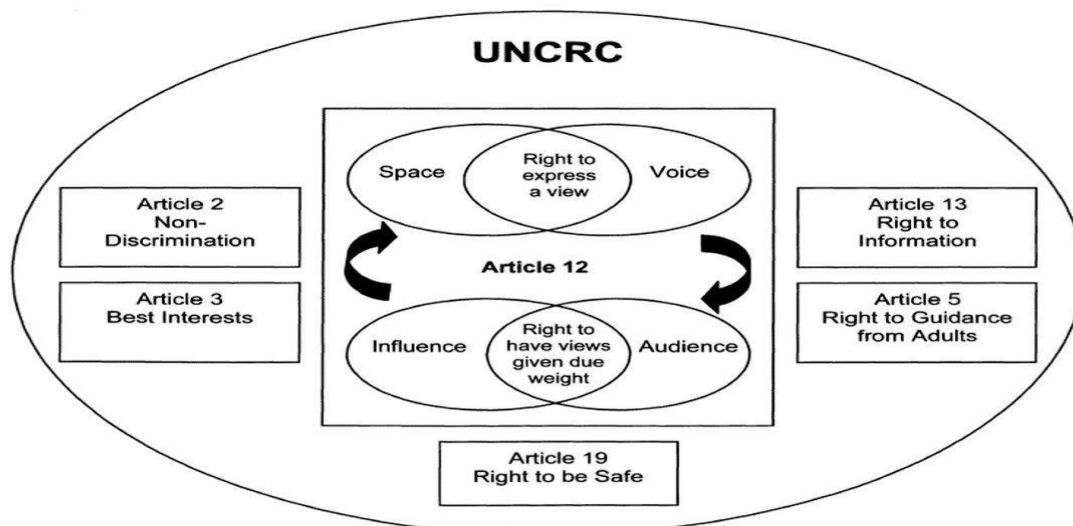 UNCRC
Space
Right to
express
a view
Voice
Article 2
Non-
Discrimination
Article 13
Right to
Information
Article 12
Article 3
Best Interests
Article 5
Right to Guidance
from Adults
Influence
Right to
have views
given due
weight
Audience
Article 19
Right to be Safe